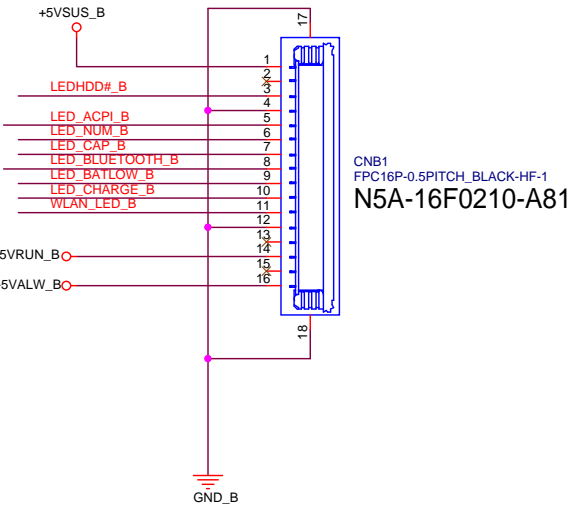 +5VSUS_B
17
1
2
LEDHDD#_B
3
4
LED_ACPI_B
5
LED_NUM_B
6
LED_CAP_B
7
LED_BLUETOOTH_B
8
LED_BATLOW_B
9
LED_CHARGE_B
10
WLAN_LED_B
11
12
13
5VRUN_B
14
15
5VALW_B
16
18
CNB1
FPC16P-0.5PITCH_BLACK-HF-1
N5A-16F0210-A81
GND_B